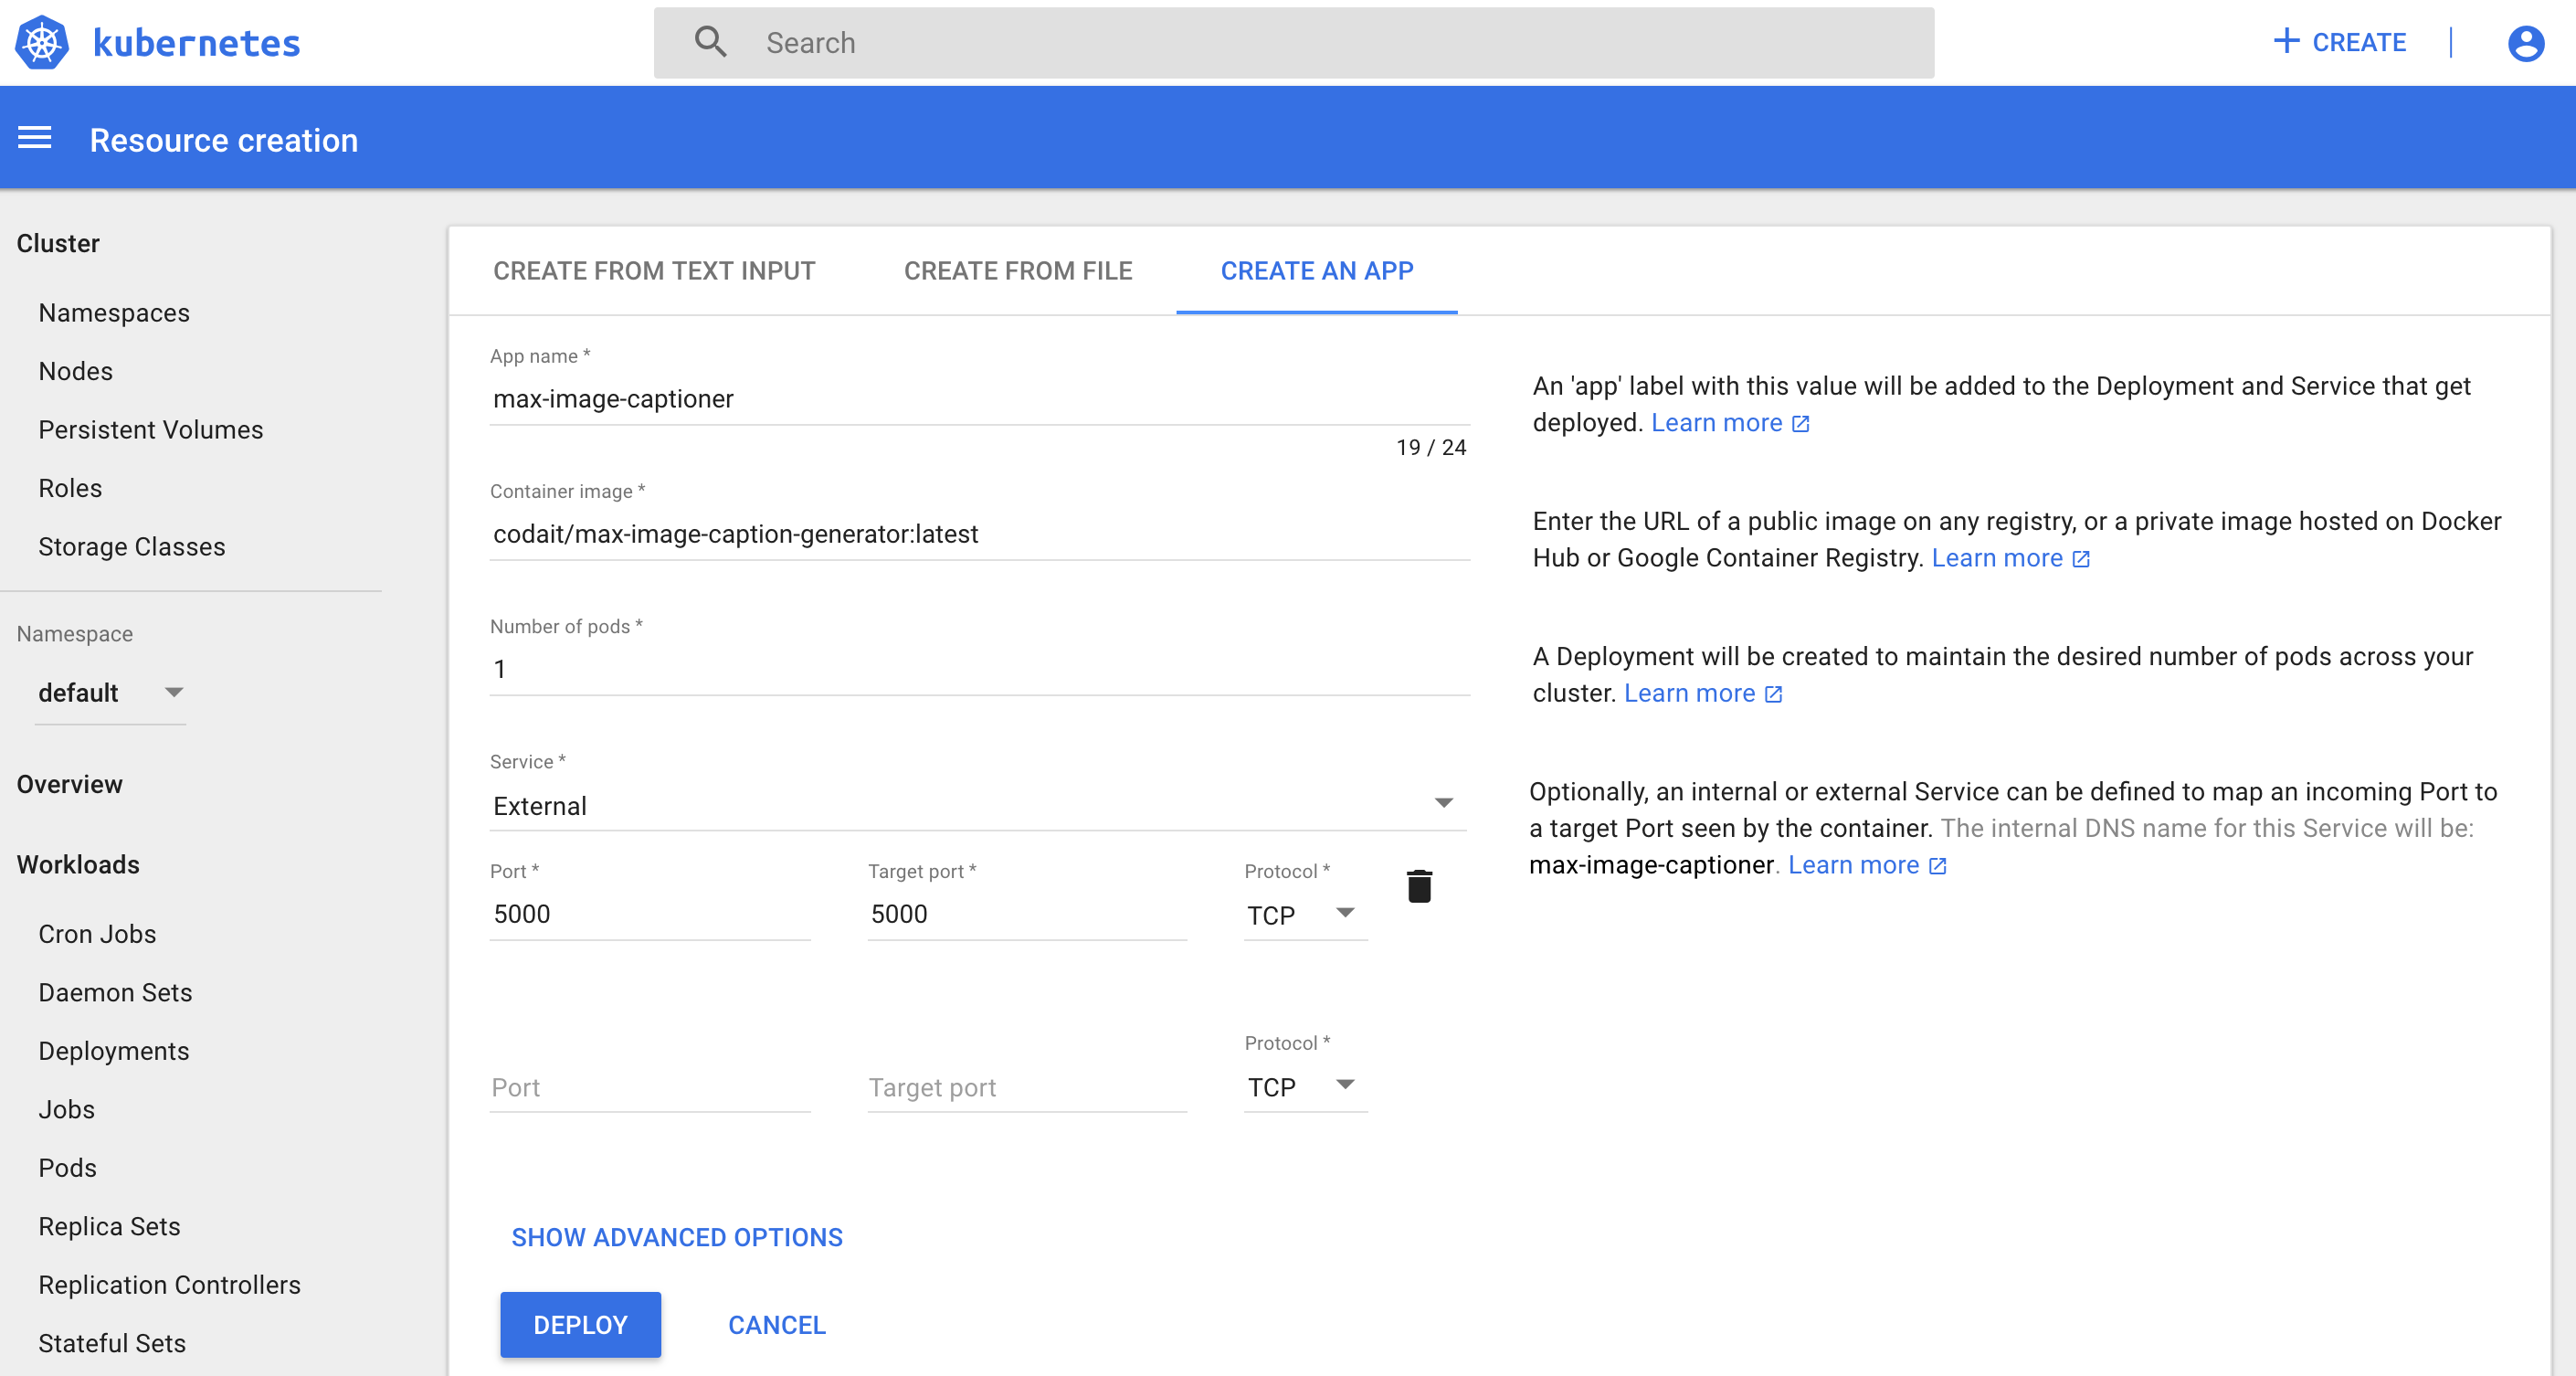 kubernetes
Search
CREATE
Resource creation
Cluster
Namespaces
Nodes
Persistent Volumes
Roles
Storage Classes
Namespace
default
Overview
Workloads
Cron Jobs
Daemon Sets
Deployments
Jobs
Pods
Replica Sets
Replication Controllers
Stateful Sets
CREATE FROM TEXT INPUT
CREATE FROM FILE
CREATE AN APP
App name *
max-image-captioner
19 / 24
An 'app' label with this value will be added to the Deployment and Service that get
deployed. Learn more
Container image *
codait/max-image-caption-generator:latest
Enter the URL of a public image on any registry, or a private image hosted on Docker
Hub or Google Container Registry. Learn more
Number of pods *
1
A Deployment will be created to maintain the desired number of pods across your
cluster. Learn more
Service *
External
Optionally, an internal or external Service can be defined to map an incoming Port to
a target Port seen by the container. The internal DNS name for this Service will be:
max-image-captioner. Learn more
Port *
Target port *
Protocol *
5000
5000
TCP
Protocol *
Port
Target port
TCP
SHOW ADVANCED OPTIONS
DEPLOY
CANCEL